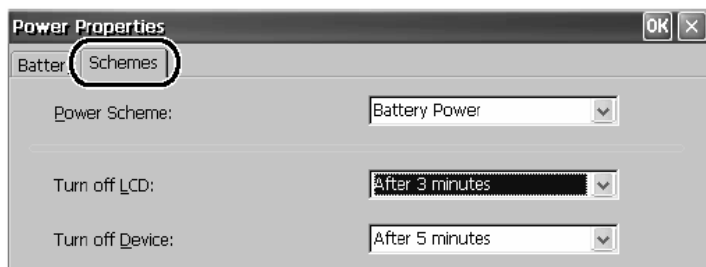 Power Properties OK ×
Batter Schemes
Power Scheme: Battery Power
Turn off LCD: After 3 minutes
Turn off Device: After 5 minutes